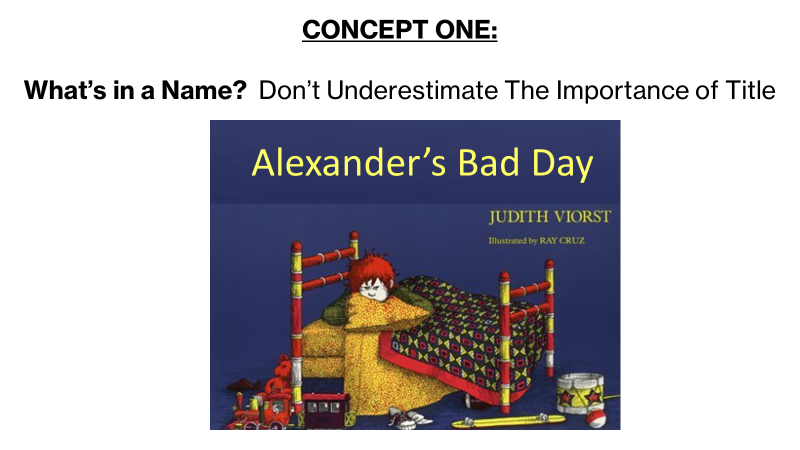 CONCEPT ONE:
What’s in a Name? Don’t Underestimate The Importance of Title
Alexander’s Bad Day
JUDITH VIORST
Illustrated by RAY CRUZ